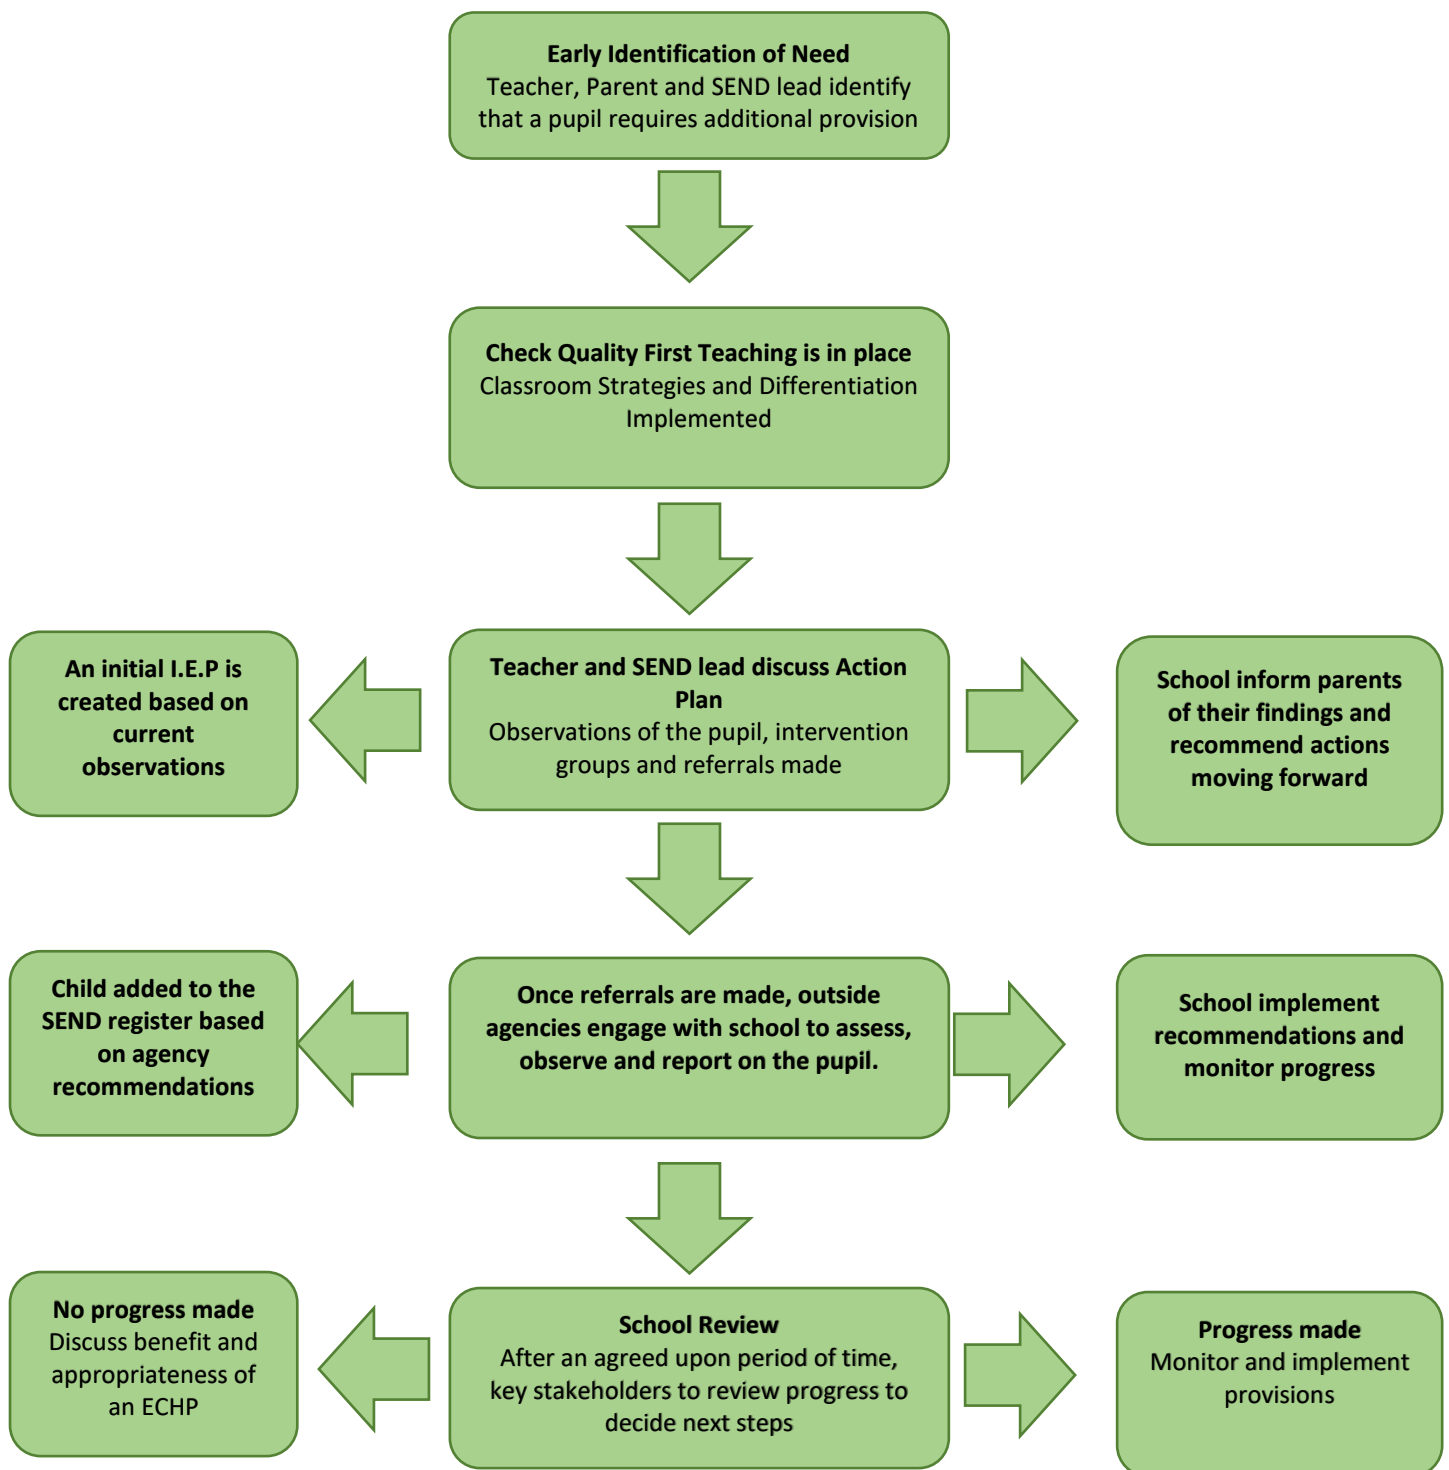 Early Identification of Need
Teacher, Parent and SEND lead identify
that a pupil requires additional provision
Check Quality First Teaching is in place
Classroom Strategies and Differentiation
Implemented
An initial I.E.P is
created based on
current
observations
Teacher and SEND lead discuss Action
Plan
Observations of the pupil, intervention
groups and referrals made
School inform parents
of their findings and
recommend actions
moving forward
Child added to the
SEND register based
on agency
recommendations
Once referrals are made, outside
agencies engage with school to assess,
observe and report on the pupil.
School implement
recommendations and
monitor progress
No progress made
Discuss benefit and
appropriateness of
an ECHP
School Review
After an agreed upon period of time,
key stakeholders to review progress to
decide next steps
Progress made
Monitor and implement
provisions